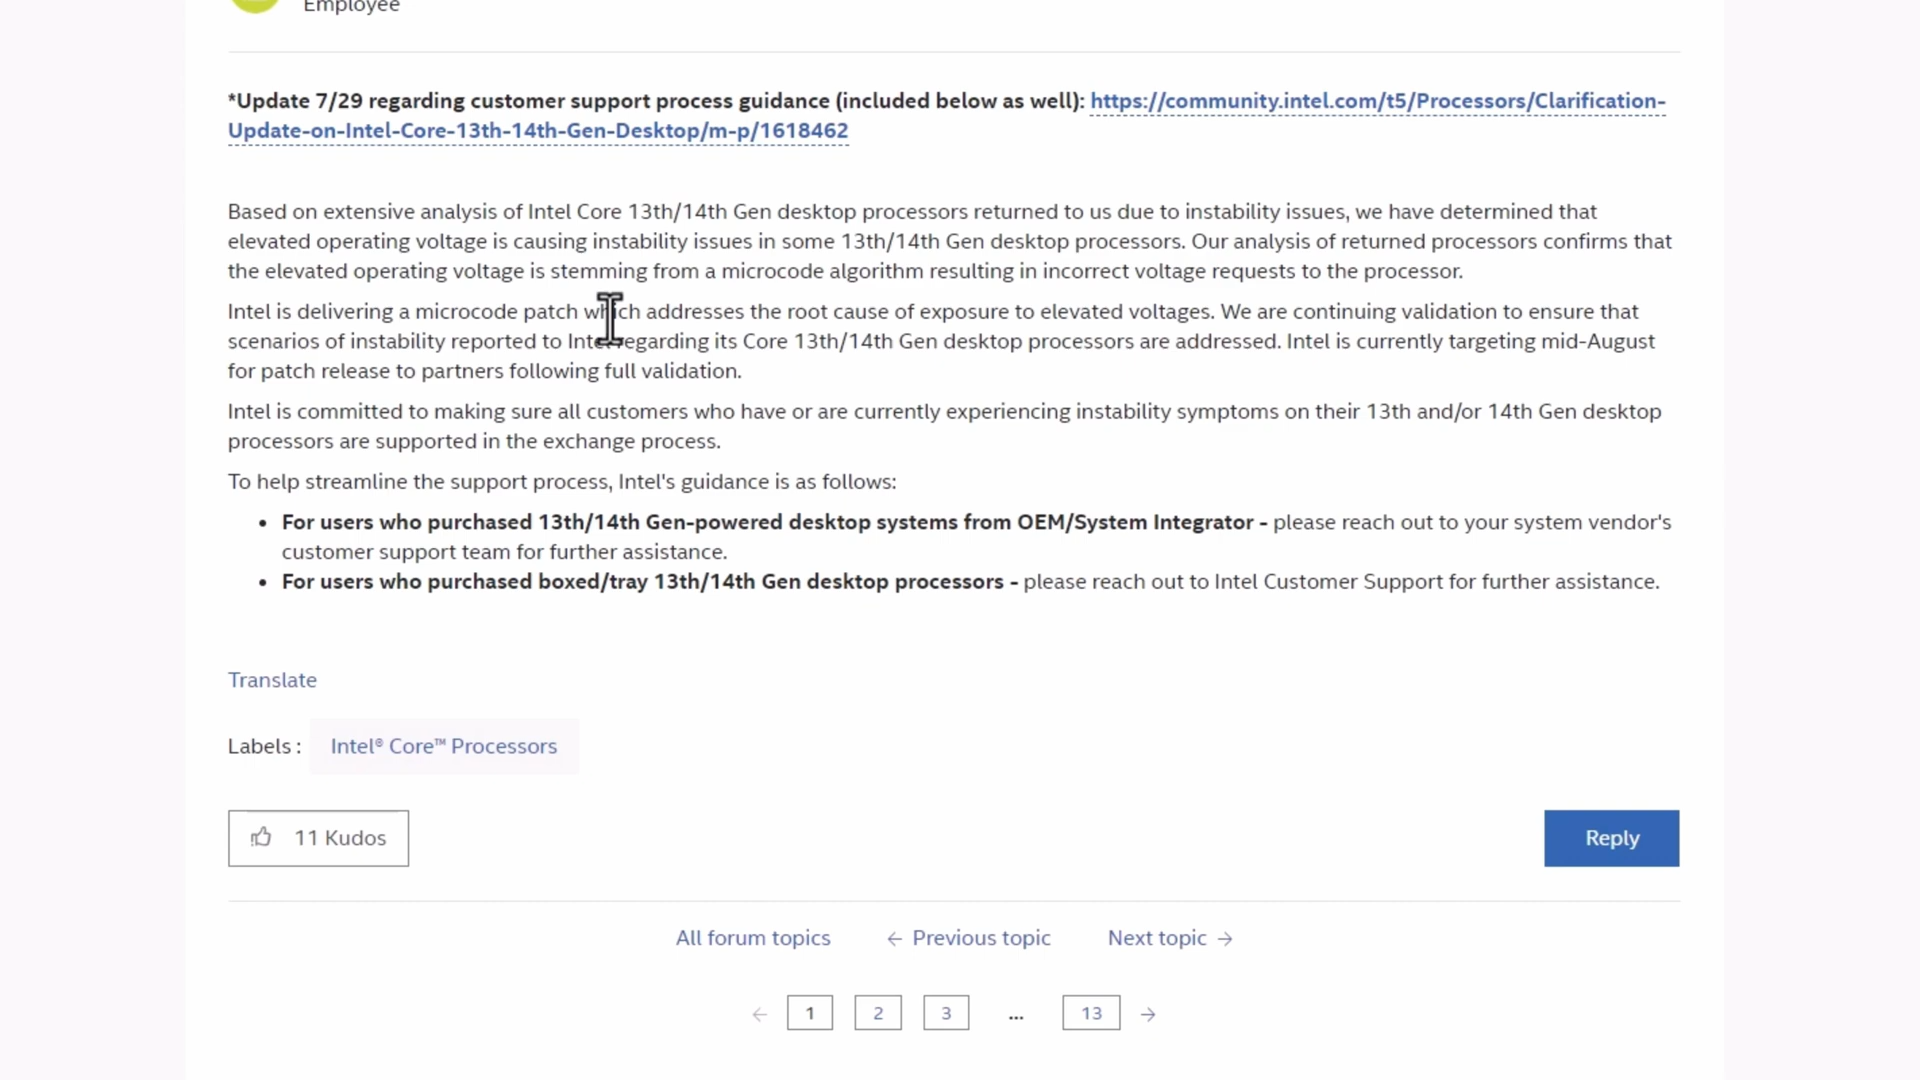 Employee
*Update 7/29 regarding customer support process guidance (included below as well): https://community.intel.com/t5/Processors/Clarification-
Update-on-Intel-Core-13th-14th-Gen-Desktop/m-p/1618462
Based on extensive analysis of Intel Core 13th/14th Gen desktop processors returned to us due to instability issues, we have determined that
elevated operating voltage is causing instability issues in some 13th/14th Gen desktop processors. Our analysis of returned processors confirms that
the elevated operating voltage is stemming from a microcode algorithm resulting in incorrect voltage requests to the processor.
Intel is delivering a microcode patch which addresses the root cause of exposure to elevated voltages. We are continuing validation to ensure that
scenarios of instability reported to Intel regarding its Core 13th/14th Gen desktop processors are addressed. Intel is currently targeting mid-August
for patch release to partners following full validation.
Intel is committed to making sure all customers who have or are currently experiencing instability symptoms on their 13th and/or 14th Gen desktop
processors are supported in the exchange process.
To help streamline the support process, Intel's guidance is as follows:
• For users who purchased 13th/14th Gen-powered desktop systems from OEM/System Integrator - please reach out to your system vendor's
customer support team for further assistance.
• For users who purchased boxed/tray 13th/14th Gen desktop processors - please reach out to Intel Customer Support for further assistance.
Translate
Labels : Intel® Core™ Processors
11 Kudos
Reply
All forum topics ← Previous topic Next topic →
← 1 2 3 ... 13 →